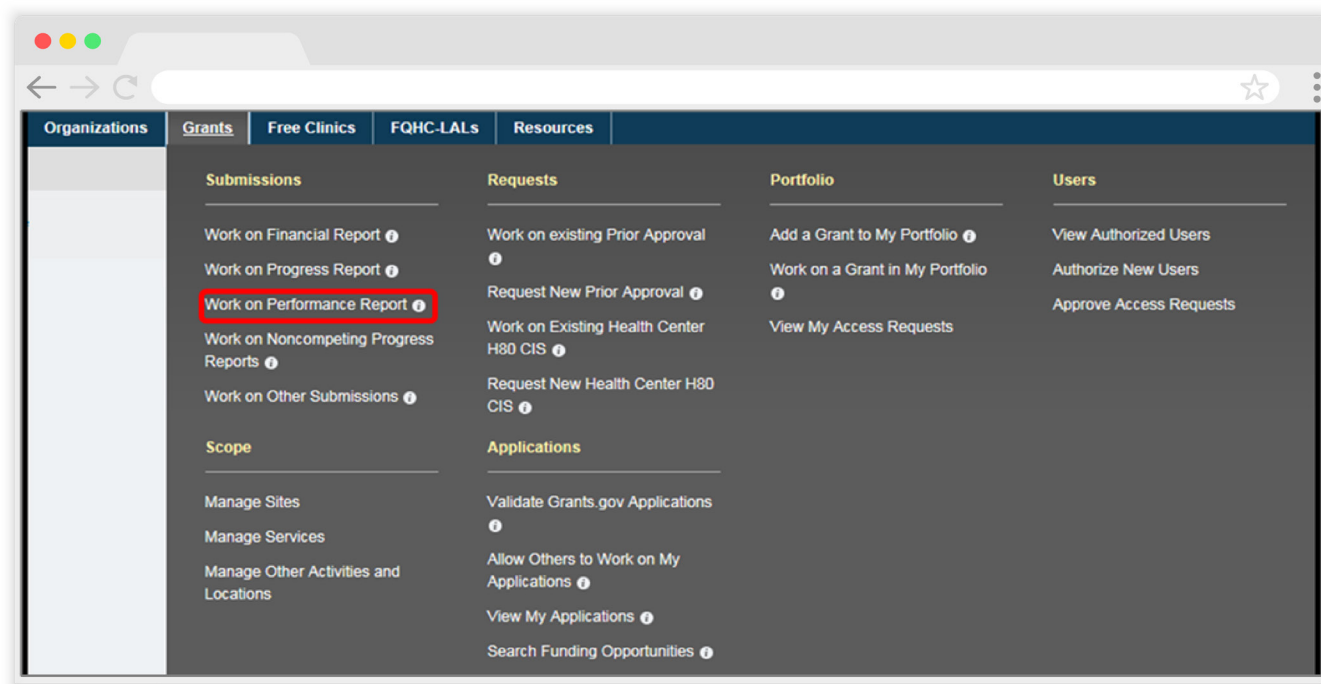 Organizations Grants Free Clinics FQHC-LALs Resources
Submissions
Work on Financial Report
Work on Progress Report
Work on Performance Report
Work on Noncompeting Progress
Reports
Work on Other Submissions
Requests
Work on existing Prior Approval
Request New Prior Approval
Work on Existing Health Center
H80 CIS
Request New Health Center H80
CIS
Portfolio
Add a Grant to My Portfolio
Work on a Grant in My Portfolio
View My Access Requests
Users
View Authorized Users
Authorize New Users
Approve Access Requests
Scope
Manage Sites
Manage Services
Manage Other Activities and
Locations
Applications
Validate Grants.gov Applications
Allow Others to Work on My
Applications
View My Applications
Search Funding Opportunities